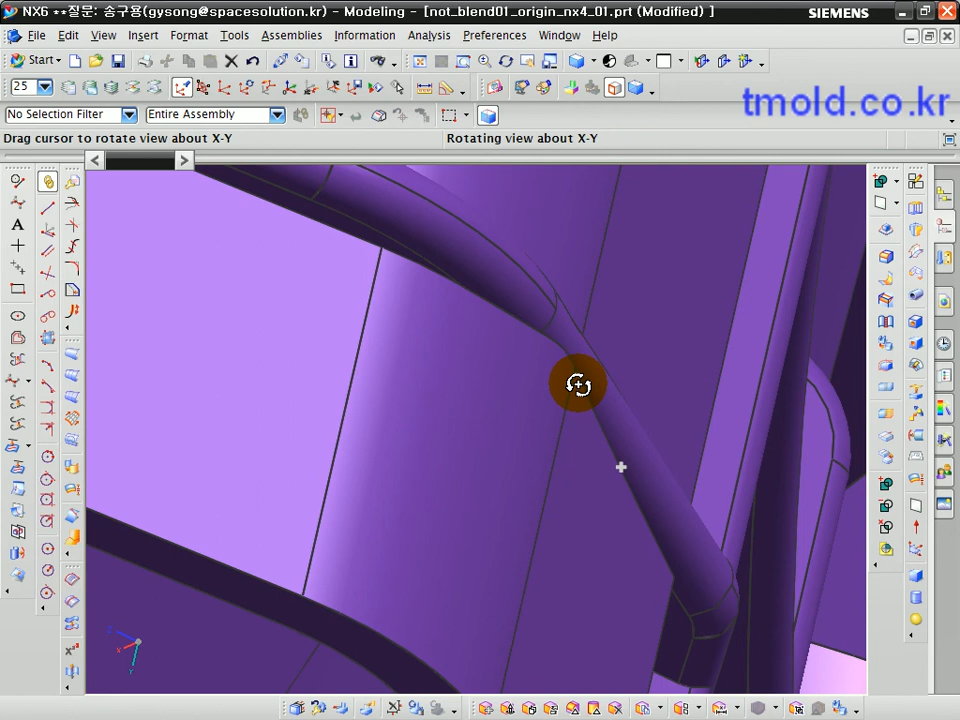 NX6 **질문: 송구용(gysong@spacesolution.kr) - Modeling - [not_blend01_origin_nx4_01.prt (Modified) ]
SIEMENS
File Edit View Insert Format Tools Assemblies Information Analysis Preferences Window Help
Start
25
No Selection Filter Entire Assembly
tmold.co.kr
Drag cursor to rotate view about X-Y Rotating view about X-Y